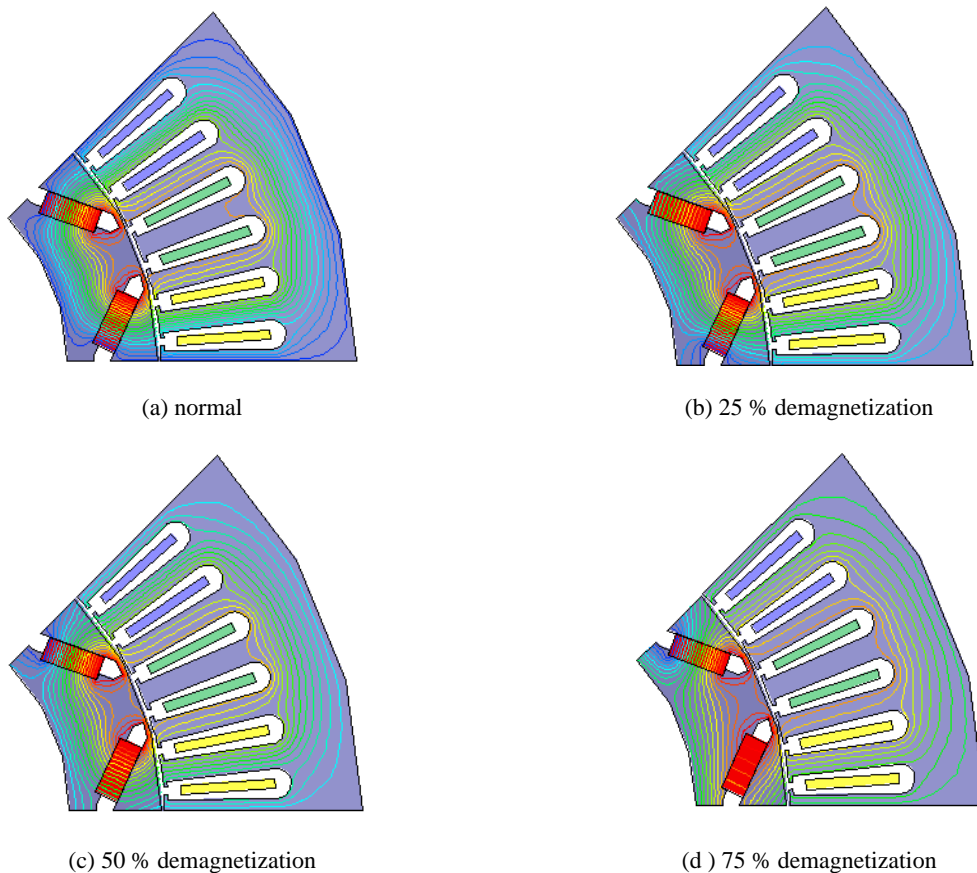 (a) normal
(b) 25 % demagnetization
(c) 50 % demagnetization
(d ) 75 % demagnetization